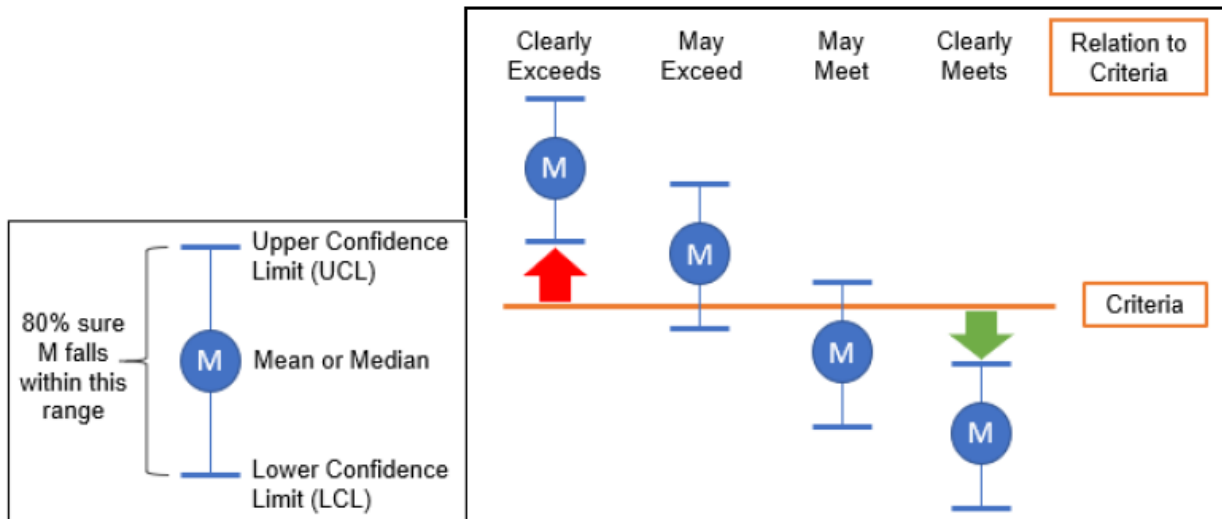 Clearly
Exceeds
May
Exceed
May
Meet
Clearly
Meets
Relation to
Criteria
M
M
M
M
Criteria
80% sure
M falls
within this
range
Upper Confidence
Limit (UCL)
M
Mean or Median
Lower Confidence
Limit (LCL)